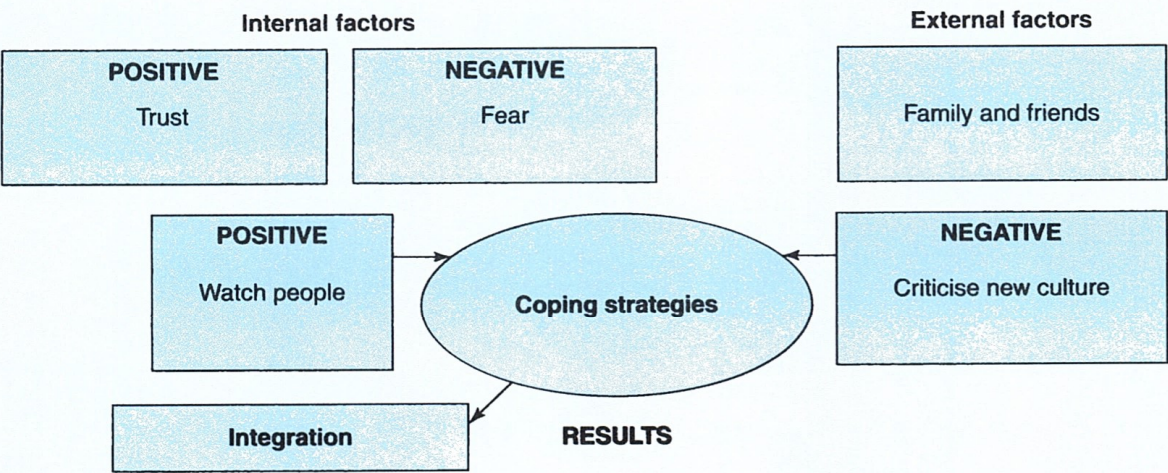 Internal factors
External factors
POSITIVE
Trust
NEGATIVE
Fear
Family and friends
POSITIVE
Watch people
Coping strategies
NEGATIVE
Criticise new culture
Integration
RESULTS